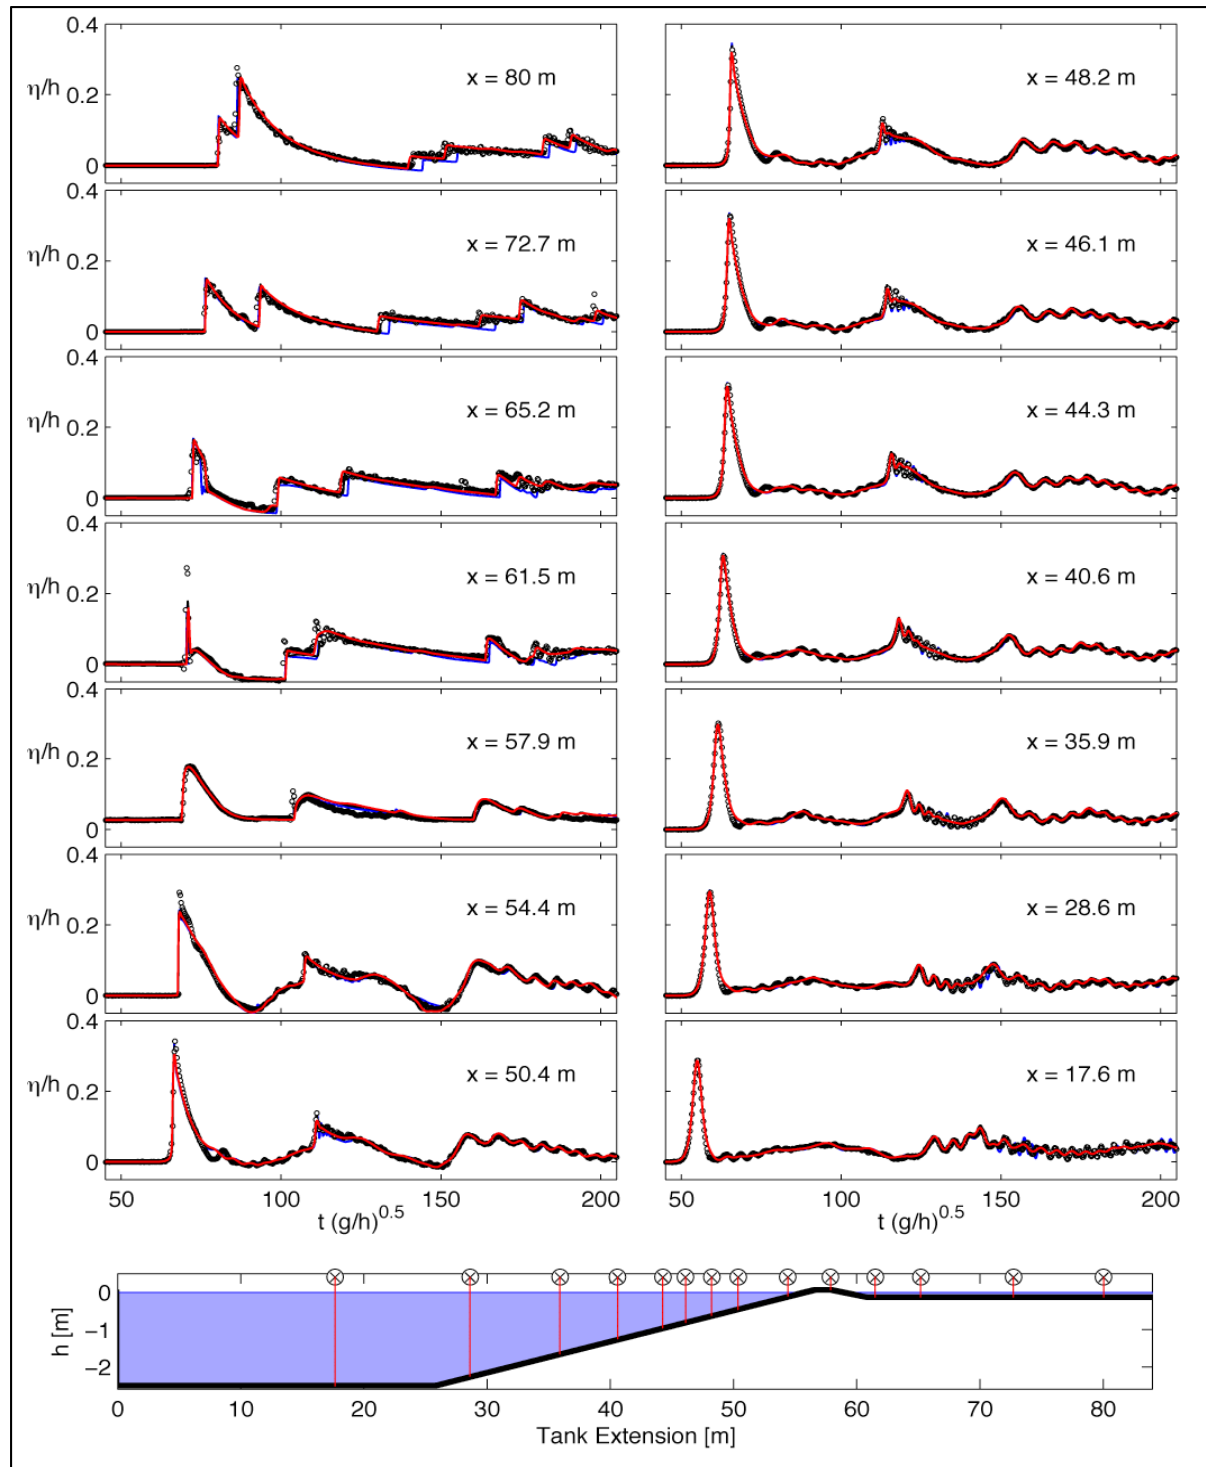 0.4
η/h 0.2
0
x = 80 m
0.4
η/h 0.2
0
x = 72.7 m
0.4
η/h 0.2
0
x = 65.2 m
0.4
η/h 0.2
0
x = 61.5 m
0.4
η/h 0.2
0
x = 57.9 m
0.4
η/h 0.2
0
x = 54.4 m
0.4
η/h 0.2
0
x = 50.4 m
50 100 150 200
t (g/h)^0.5
x = 48.2 m
x = 46.1 m
x = 44.3 m
x = 40.6 m
x = 35.9 m
x = 28.6 m
x = 17.6 m
50 100 150 200
t (g/h)^0.5
h [m]
0
−1
−2
0 10 20 30 40 50 60 70 80
Tank Extension [m]